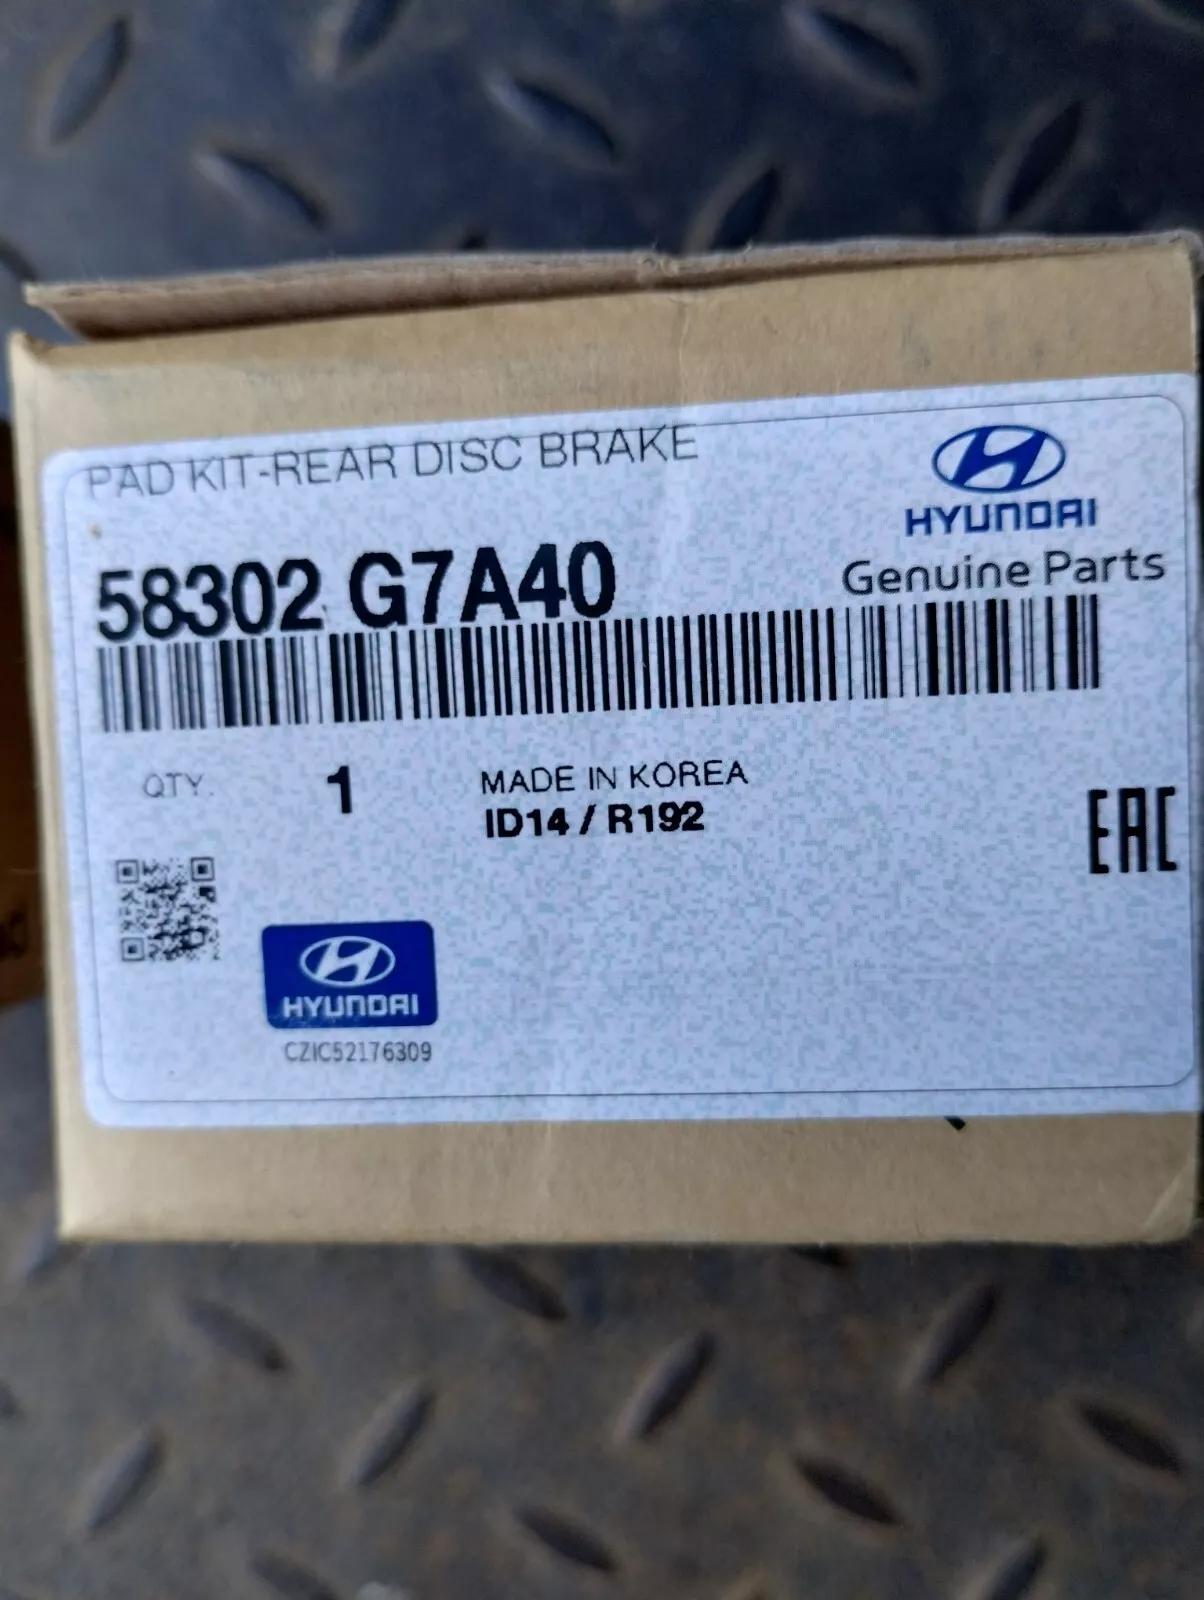 PAD KIT-REAR DISC BRAKE
HYUNDAI
58302 G7A40
Genuine Parts
QTY. 1
MADE IN KOREA
ID14 / R192
EAC
HYUNDAI
CZIC52176309